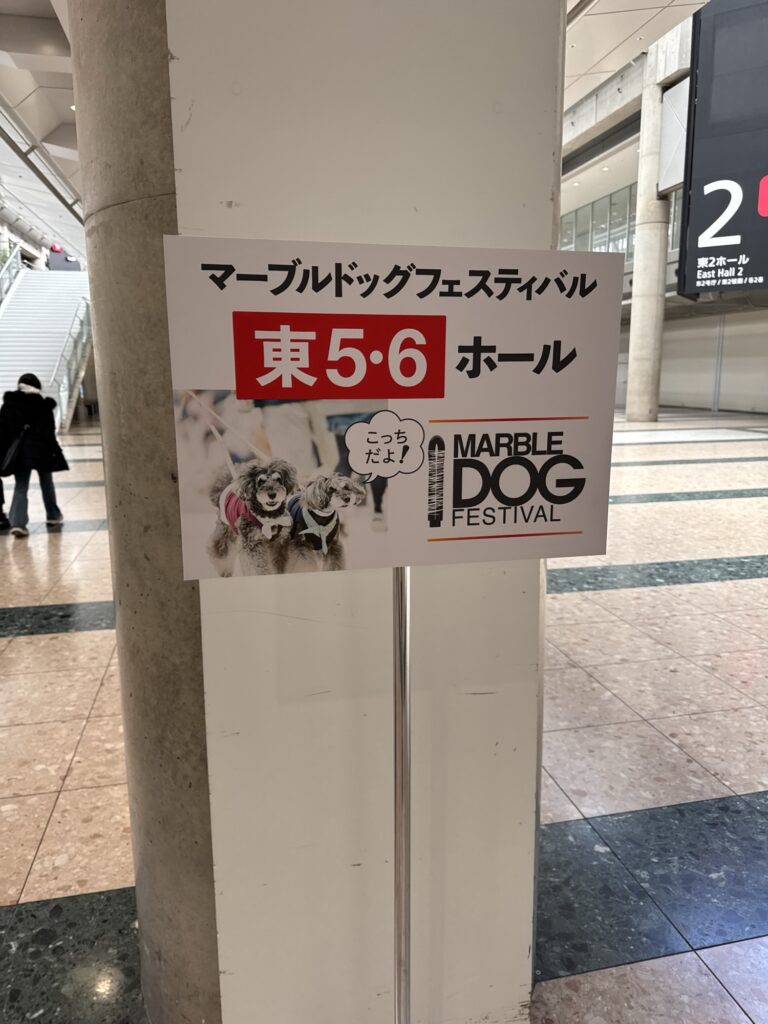 マーブルドッグフェスティバル
東5・6 ホール
こっち
だよ!
MARBLE
DOG
FESTIVAL
2
東2ホール
East Hall 2